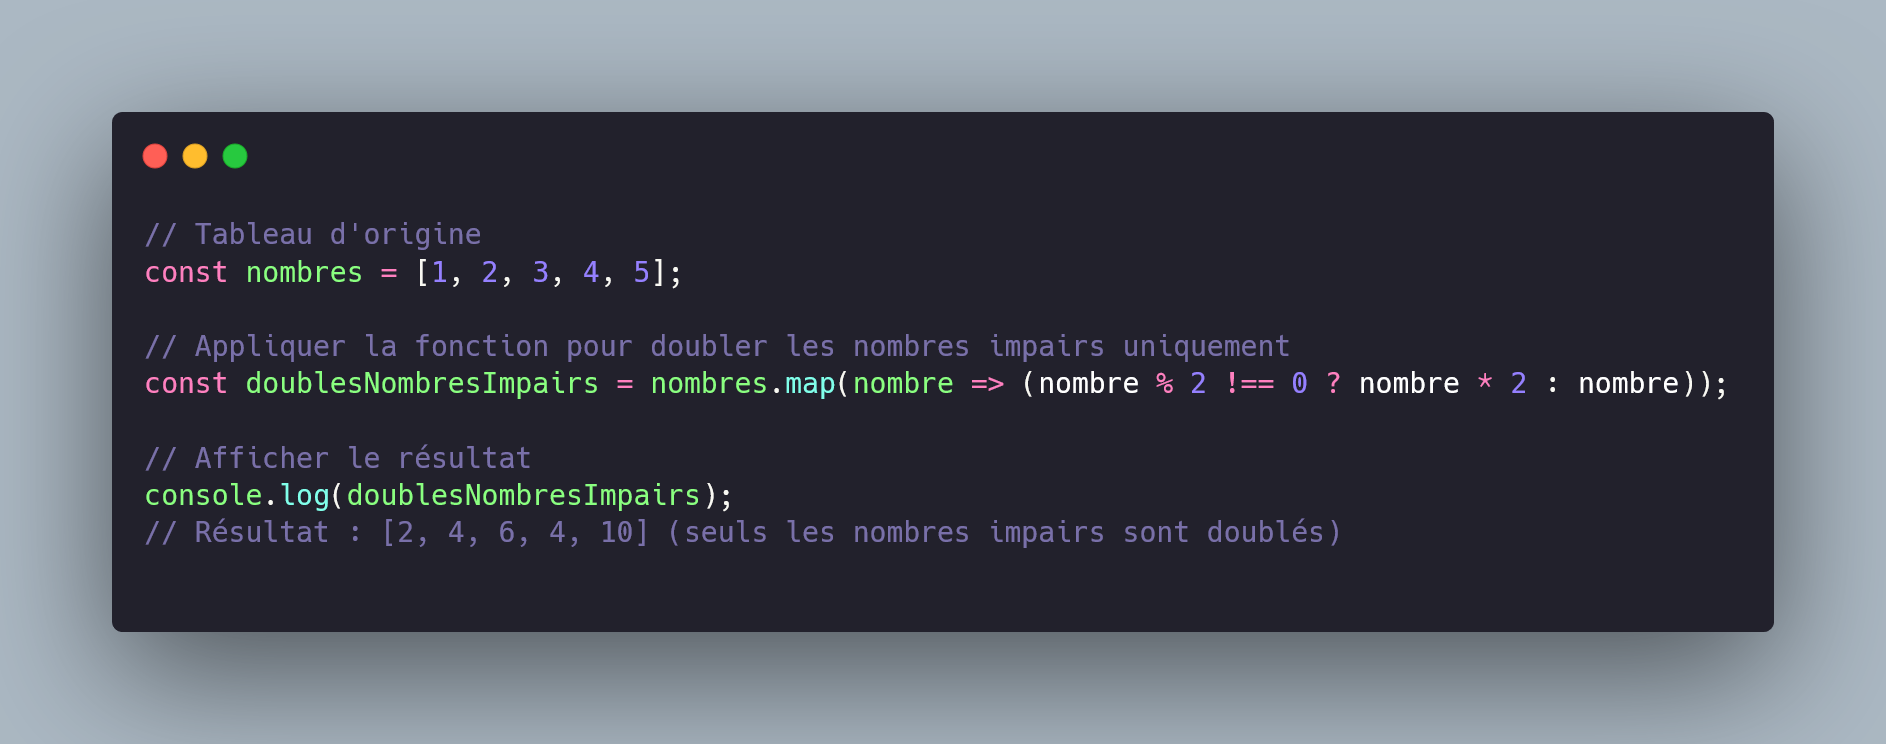 // Tableau d'origine
const nombres = [1, 2, 3, 4, 5];
// Appliquer la fonction pour doubler les nombres impairs uniquement
const doublesNombresImpairs = nombres.map(nombre => (nombre % 2 !== 0 ? nombre * 2 : nombre));
// Afficher le résultat
console.log(doublesNombresImpairs);
// Résultat : [2, 4, 6, 4, 10] (seuls les nombres impairs sont doublés)